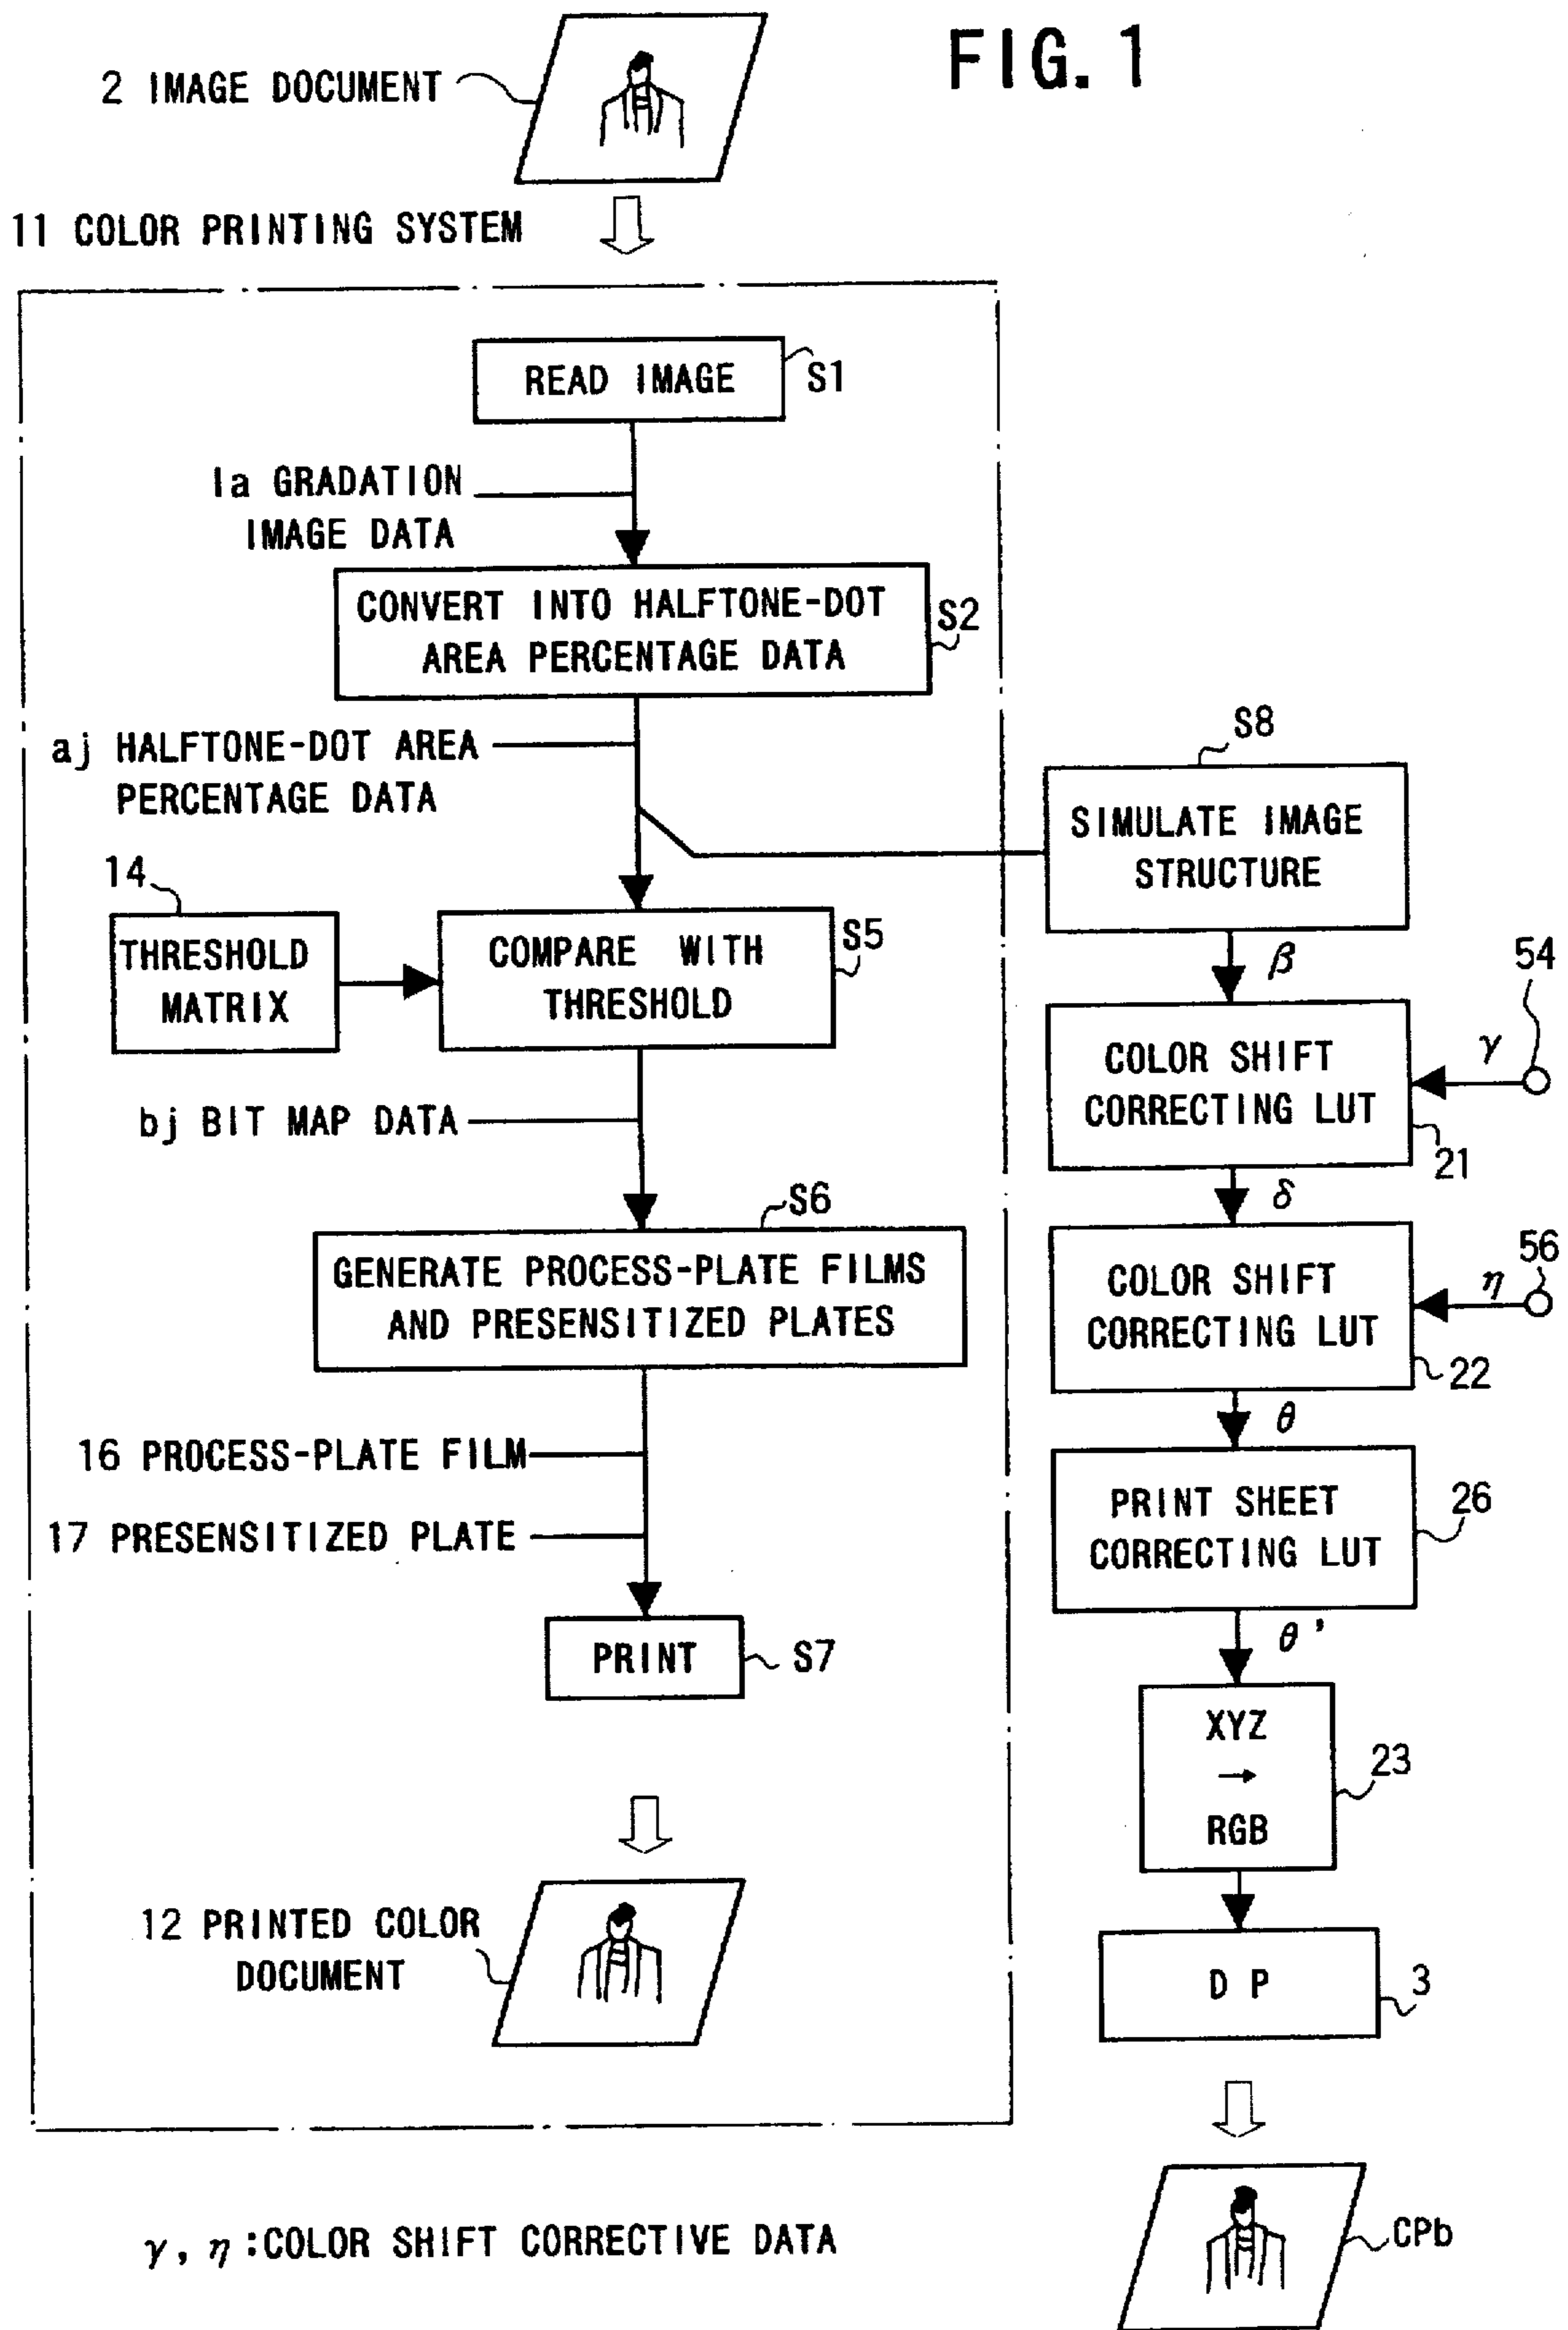 FIG. 1
2 IMAGE DOCUMENT
11 COLOR PRINTING SYSTEM
READ IMAGE
S1
Ia GRADATION
IMAGE DATA
CONVERT INTO HALFTONE-DOT
AREA PERCENTAGE DATA
S2
aj HALFTONE-DOT AREA
PERCENTAGE DATA
14
THRESHOLD
MATRIX
COMPARE WITH
THRESHOLD
S5
bj BIT MAP DATA
S6
GENERATE PROCESS-PLATE FILMS
AND PRESENSITIZED PLATES
16 PROCESS-PLATE FILM
17 PRESENSITIZED PLATE
PRINT
S7
12 PRINTED COLOR
DOCUMENT
S8
SIMULATE IMAGE
STRUCTURE
β
54
γ
COLOR SHIFT
CORRECTING LUT
21
δ
56
η
COLOR SHIFT
CORRECTING LUT
22
θ
PRINT SHEET
CORRECTING LUT
26
θ'
XYZ
→
RGB
23
D P
3
CPb
γ, η :COLOR SHIFT CORRECTIVE DATA